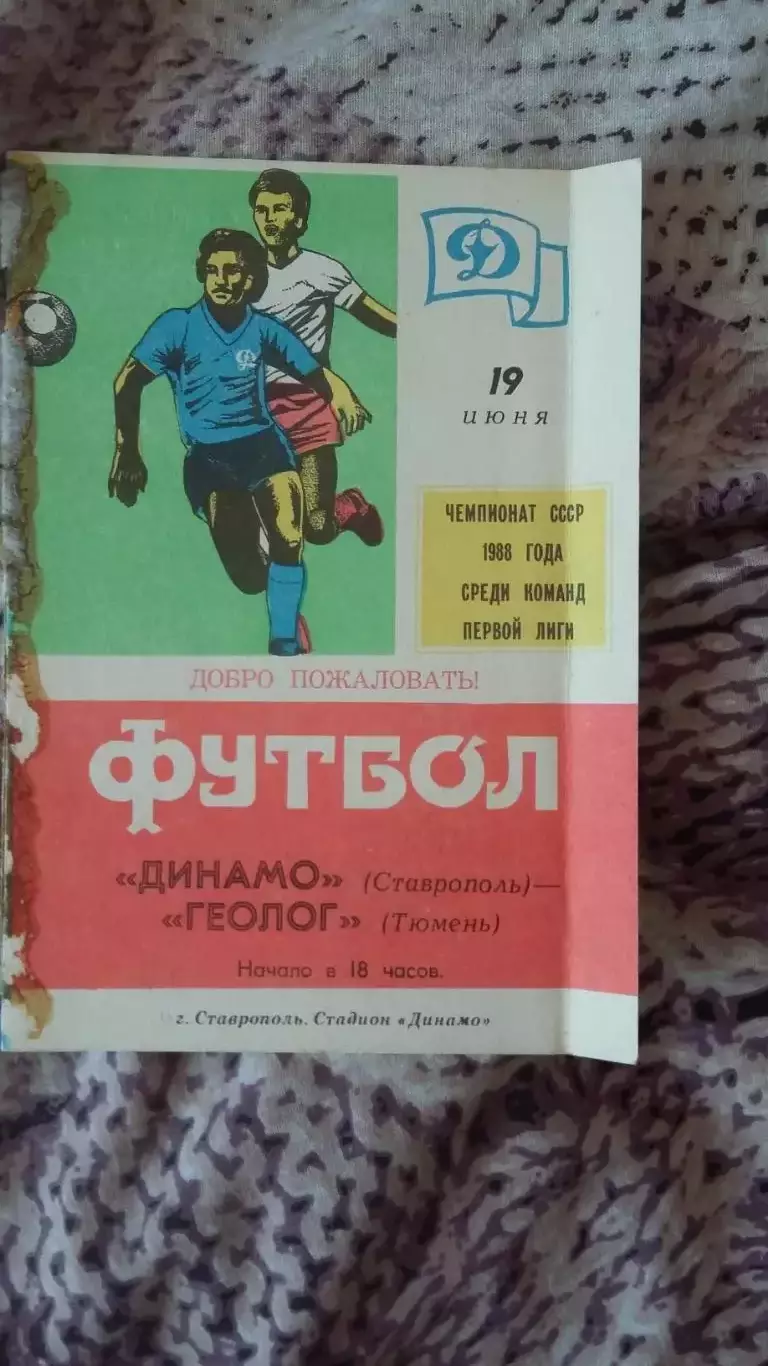 Д
Д
19
июня
ЧЕМПИОНАТ СССР
1988 ГОДА
СРЕДИ КОМАНД
ПЕРВОЙ ЛИГИ
ДОБРО ПОЖАЛОВАТЬ!
ФУТБОЛ
«ДИНАМО» (Ставрополь)—
«ГЕОЛОГ» (Тюмень)
Начало в 18 часов.
г. Ставрополь. Стадион «Динамо»